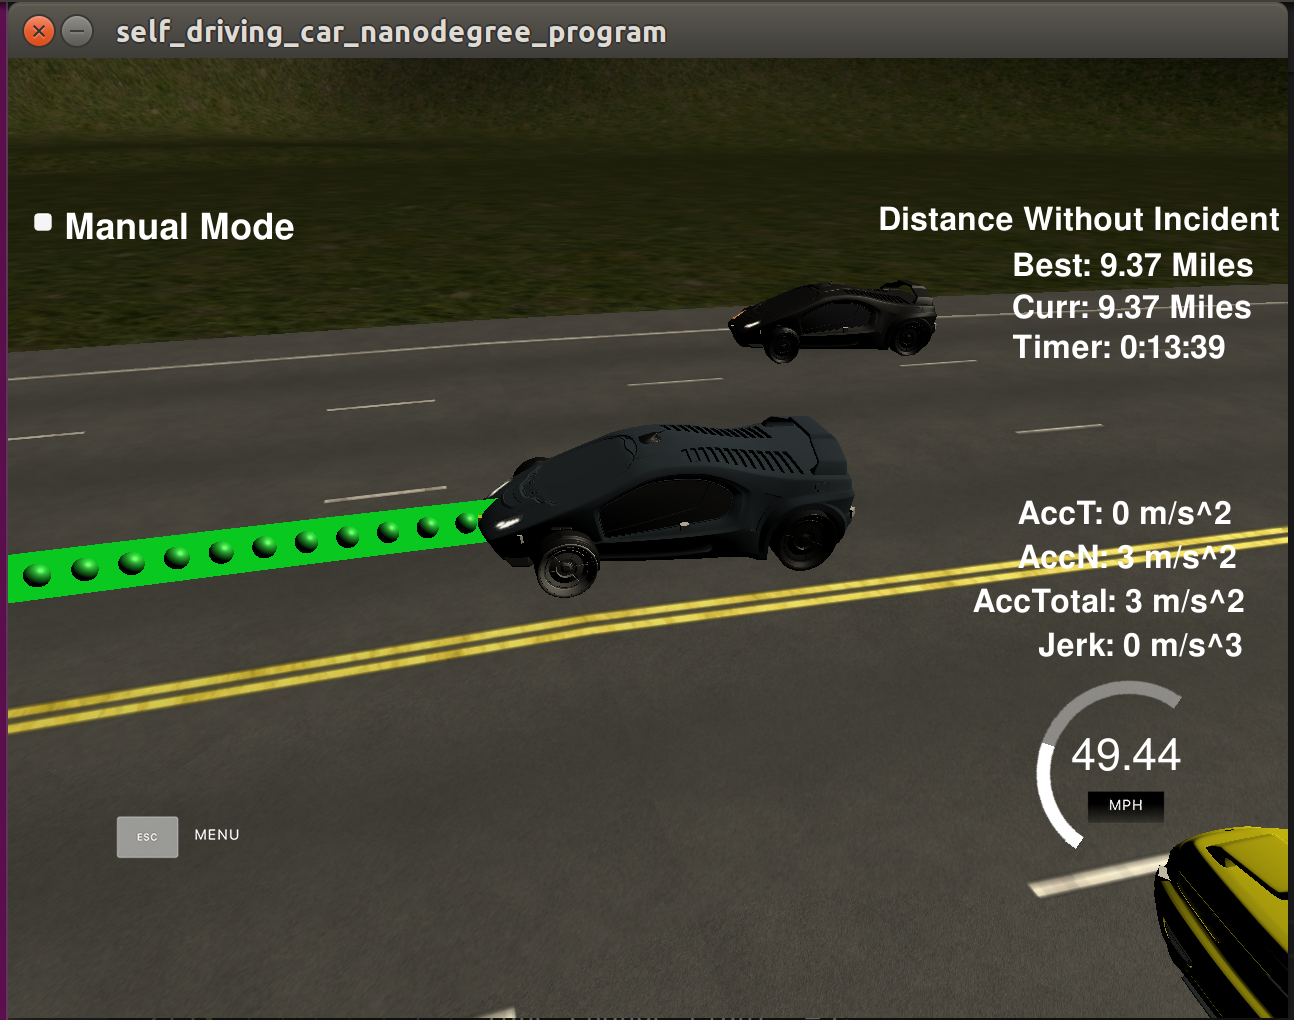 self_driving_car_nanodegree_program
Manual Mode
Distance Without Incident
Best: 9.37 Miles
Curr: 9.37 Miles
Timer: 0:13:39
AccT: 0 m/s^2
AccN: 3 m/s^2
AccTotal: 3 m/s^2
Jerk: 0 m/s^3
49.44
MPH
ESC
MENU